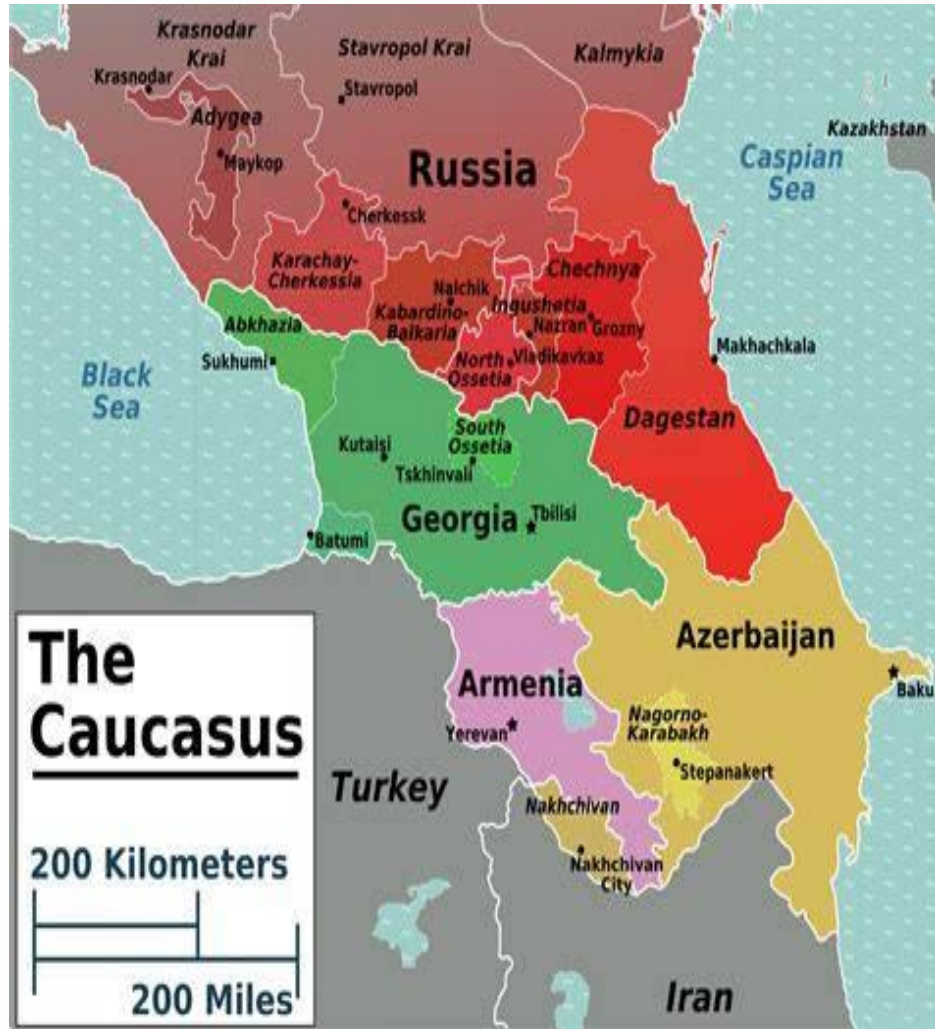 Krasnodar
Krai
Stavropol Krai
Kalmykia
Krasnodar
Stavropol
Adygea
Kazakhstan
Maykop
Russia
Caspian
Sea
Cherkessk
Karachay-
Cherkessia
Chechnya
Nalchik
Ingushetia
Kabardino-
Balkaria
Abkhazia
Nazran
Grozny
Makhachkala
Sukhumi
North
Ossetia
Vladikavkaz
Black
Sea
Dagestan
South
Ossetia
Kutaisi
Tskhinvali
Georgia
Tbilisi
Batumi
Azerbaijan
The
Caucasus
Armenia
Baku
Nagorno-
Karabakh
Yerevan
Stepanakert
Turkey
Nakhchivan
200 Kilometers
Nakhchivan
City
200 Miles
Iran